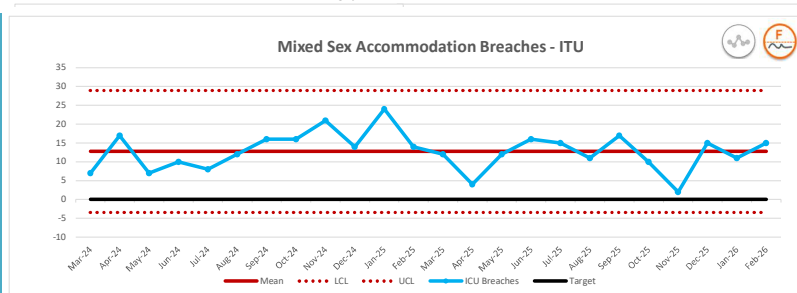 Mixed Sex Accommodation Breaches - ITU
F
35
30
25
20
15
10
5
0
-5
-10
Mar-24 Apr-24 May-24 Jun-24 Jul-24 Aug-24 Sep-24 Oct-24 Nov-24 Dec-24 Jan-25 Feb-25 Mar-25 Apr-25 May-25 Jun-25 Jul-25 Aug-25 Sep-25 Oct-25 Nov-25 Dec-25 Jan-26 Feb-26
Mean LCL UCL ICU Breaches Target